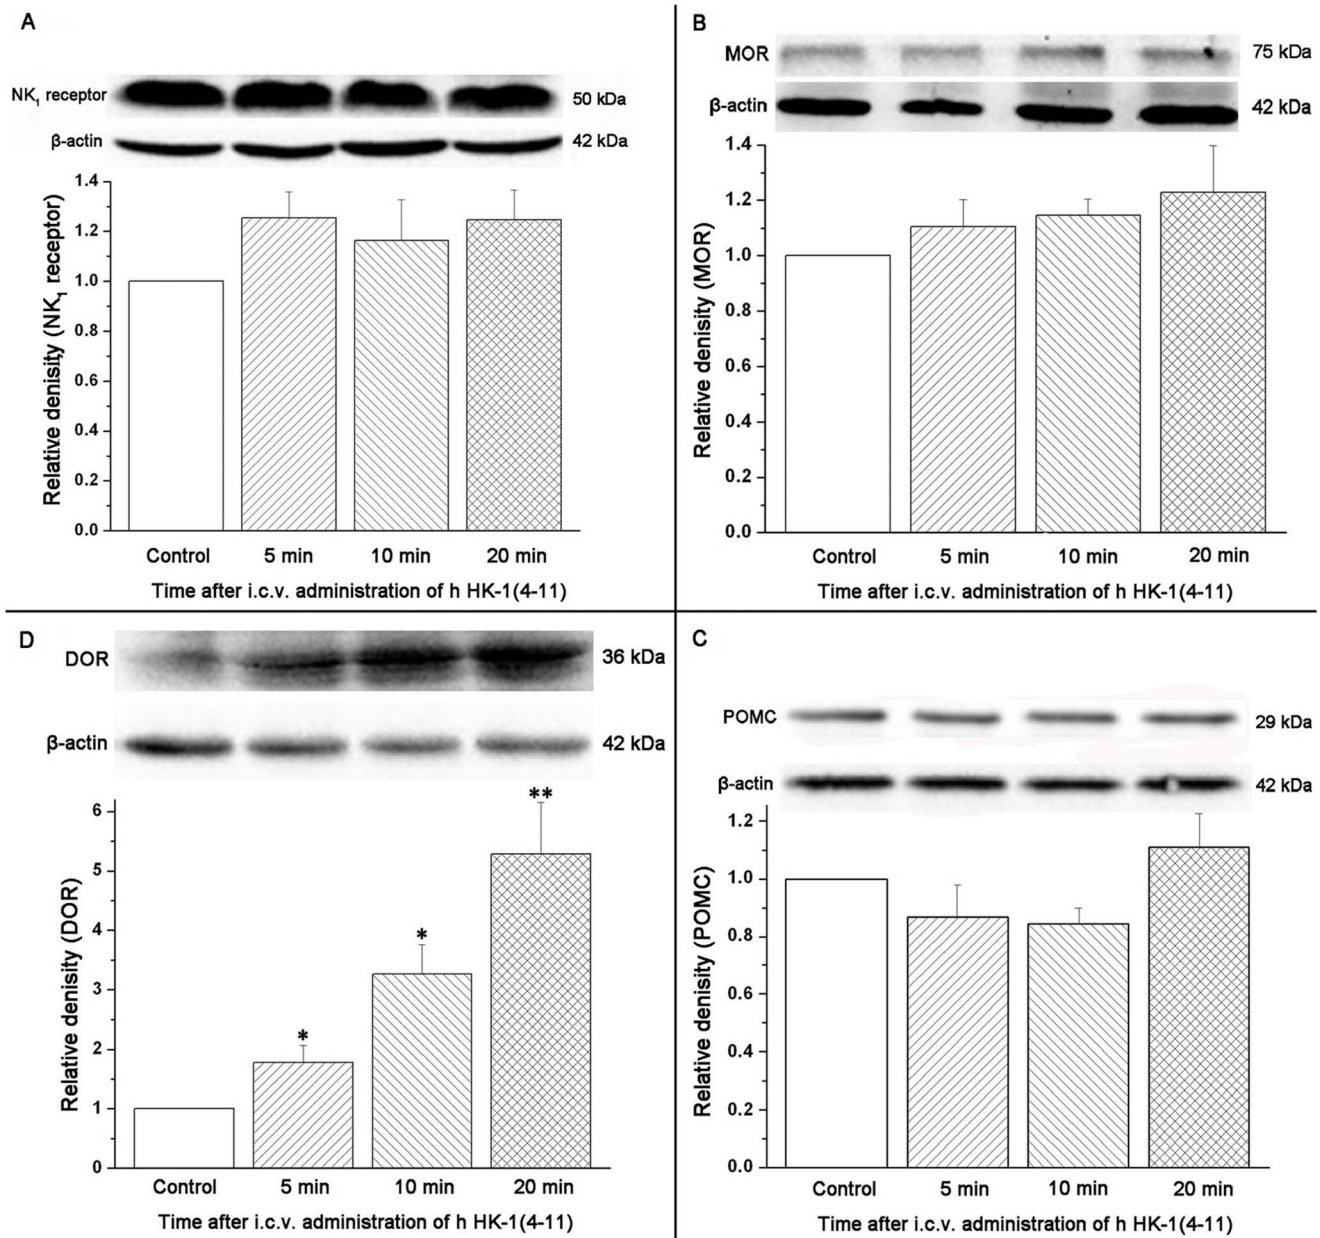 A
NK1 receptor
50 kDa
β-actin
42 kDa
Relative denisity (NK1 receptor)
1.4
1.2
1.0
0.8
0.6
0.4
0.2
0.0
Control 5 min 10 min 20 min
Time after i.c.v. administration of h HK-1(4-11)
B
MOR
75 kDa
β-actin
42 kDa
Relative denisity (MOR)
1.4
1.2
1.0
0.8
0.6
0.4
0.2
0.0
Control 5 min 10 min 20 min
Time after i.c.v. administration of h HK-1(4-11)
D
DOR
36 kDa
β-actin
42 kDa
Relative denisity (DOR)
6
5
4
3
2
1
0
*
*
**
Control 5 min 10 min 20 min
Time after i.c.v. administration of h HK-1(4-11)
C
POMC
29 kDa
β-actin
42 kDa
Relative denisity (POMC)
1.2
1.0
0.8
0.6
0.4
0.2
0.0
Control 5 min 10 min 20 min
Time after i.c.v. administration of h HK-1(4-11)